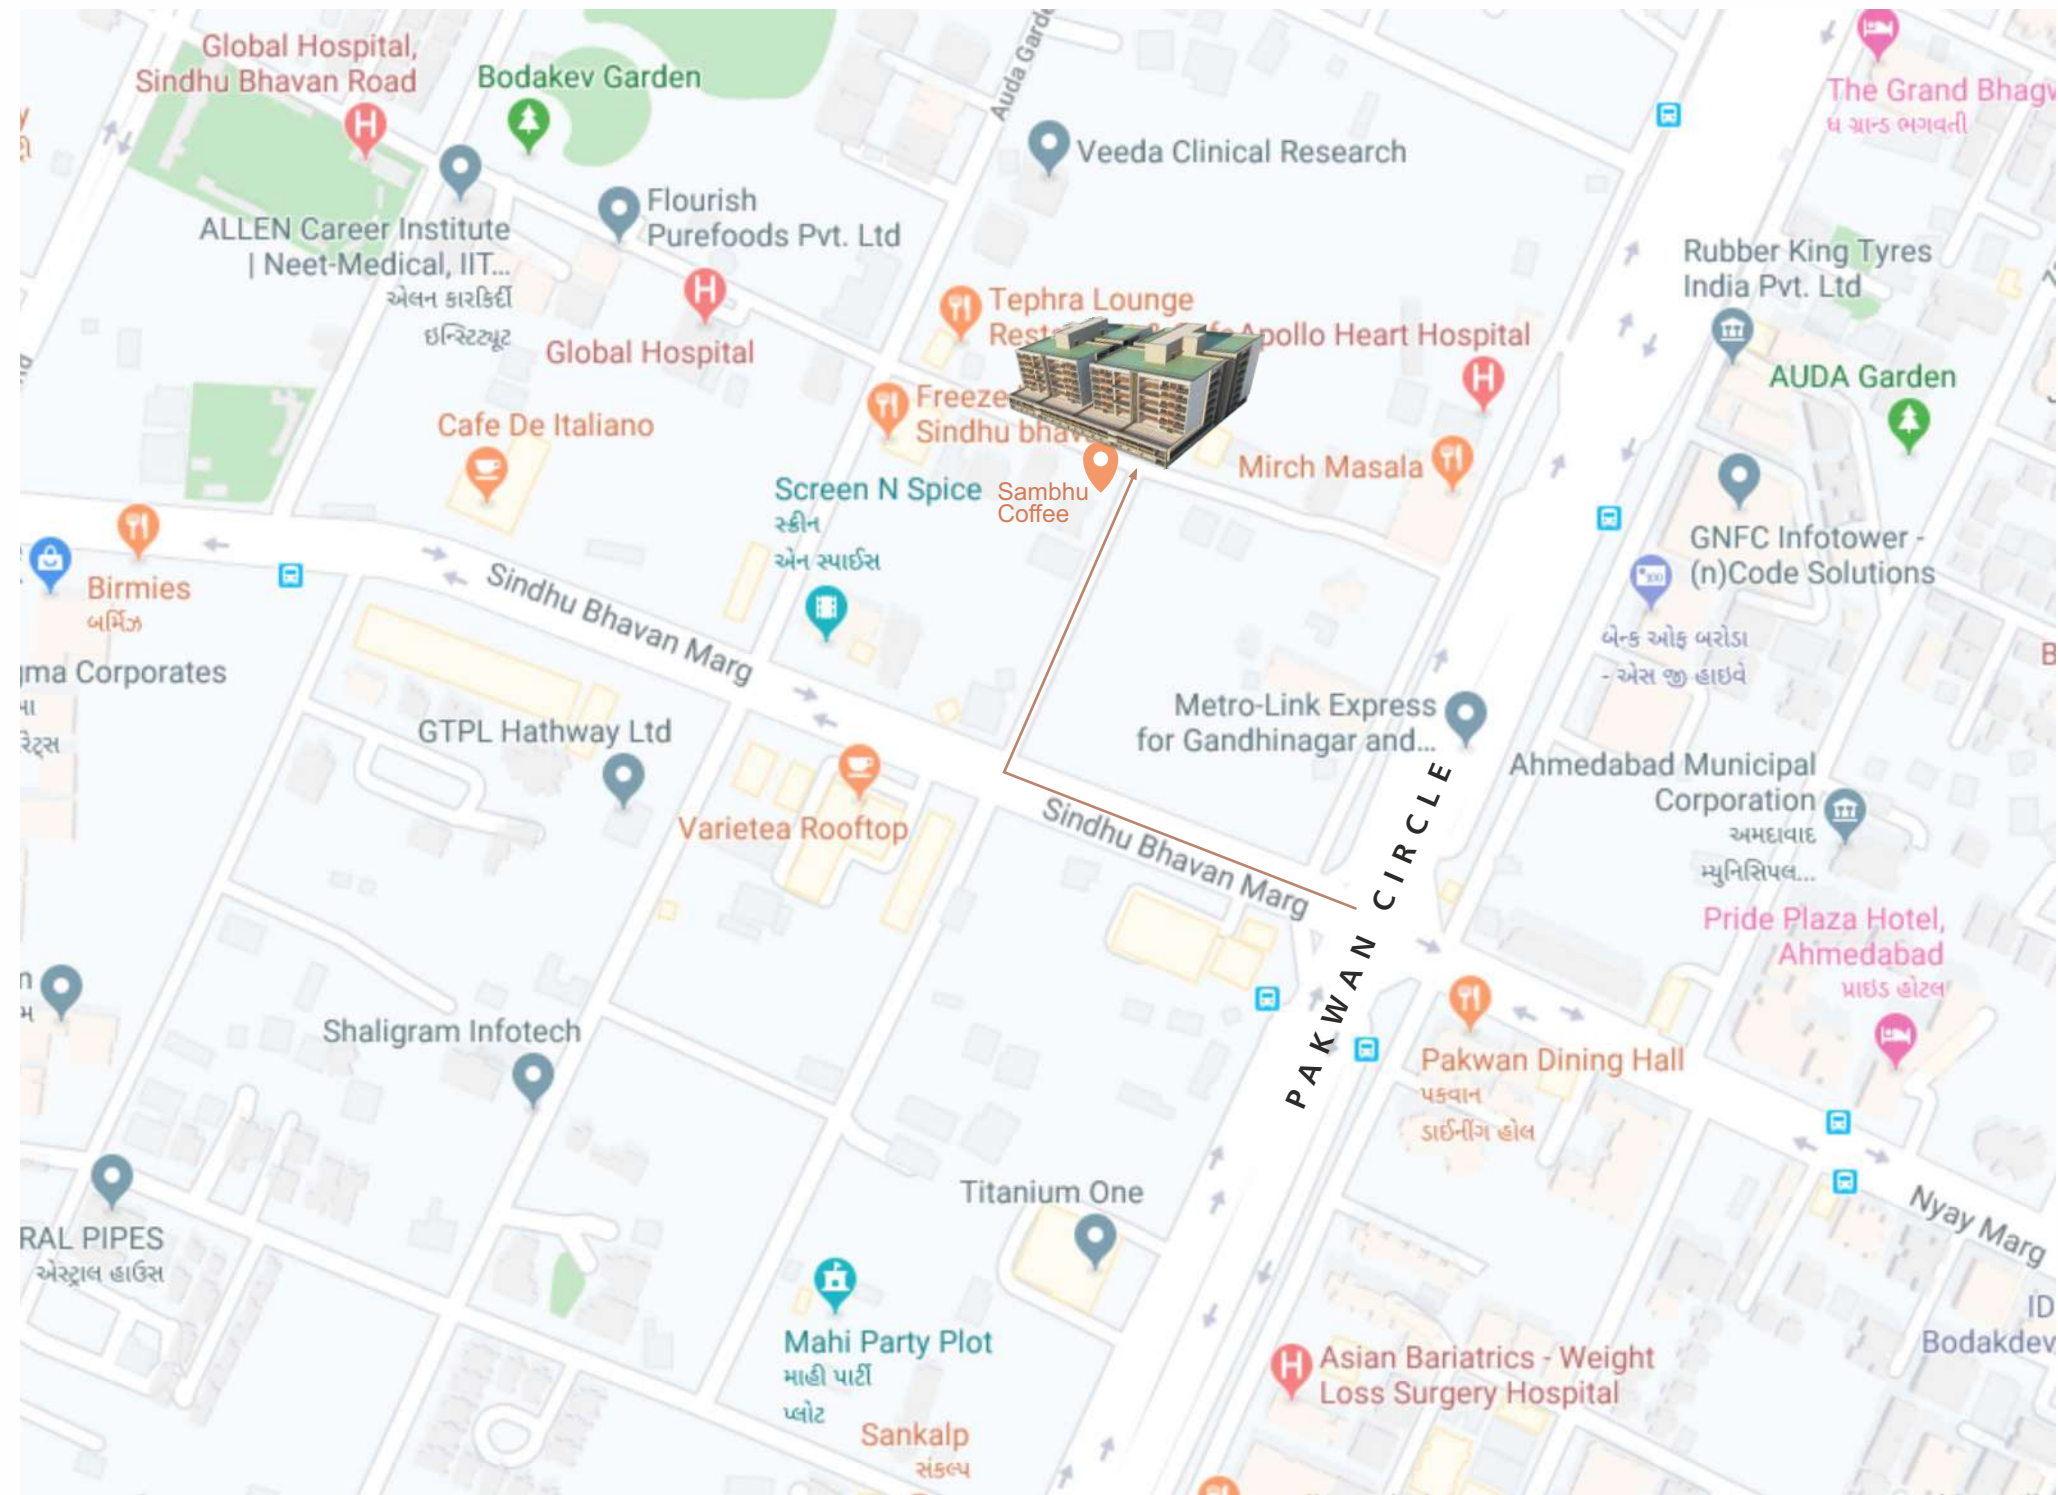 Global Hospital,
Sindhu Bhavan Road
Bodakev Garden
Auda Garde
The Grand Bhagv
ધ ગ્રાન્ડ ભગવતી
Veeda Clinical Research
Flourish
Purefoods Pvt. Ltd
ALLEN Career Institute
| Neet-Medical, IIT...
એલન કારકિર્દી
ઇન્સ્ટિટ્યૂટ
Rubber King Tyres
India Pvt. Ltd
Tephra Lounge
Global Hospital
Apollo Heart Hospital
AUDA Garden
Freeze
Sindhu bhav
Cafe De Italiano
Mirch Masala
Screen N Spice
સ્ક્રીન
એન સ્પાઈસ
Sambhu
Coffee
GNFC Infotower -
(n)Code Solutions
Birmies
બર્મિઝ
Sindhu Bhavan Marg
બેન્ક ઓફ બરોડા
- એસ જી હાઇવે
ma Corporates
રેટ્સ
GTPL Hathway Ltd
Metro-Link Express
for Gandhinagar and...
Ahmedabad Municipal
Corporation
અમદાવાદ
મ્યુનિસિપલ...
Varietea Rooftop
Sindhu Bhavan Marg
PAKWAN CIRCLE
Pride Plaza Hotel,
Ahmedabad
પ્રાઇડ હોટલ
Shaligram Infotech
Pakwan Dining Hall
પકવાન
ડાઈનીંગ હોલ
Titanium One
Nyay Marg
RAL PIPES
એસ્ટ્રાલ હાઉસ
Mahi Party Plot
માહી પાર્ટી
પ્લોટ
ID
Bodakdev
Asian Bariatrics - Weight
Loss Surgery Hospital
Sankalp
સંકલ્પ